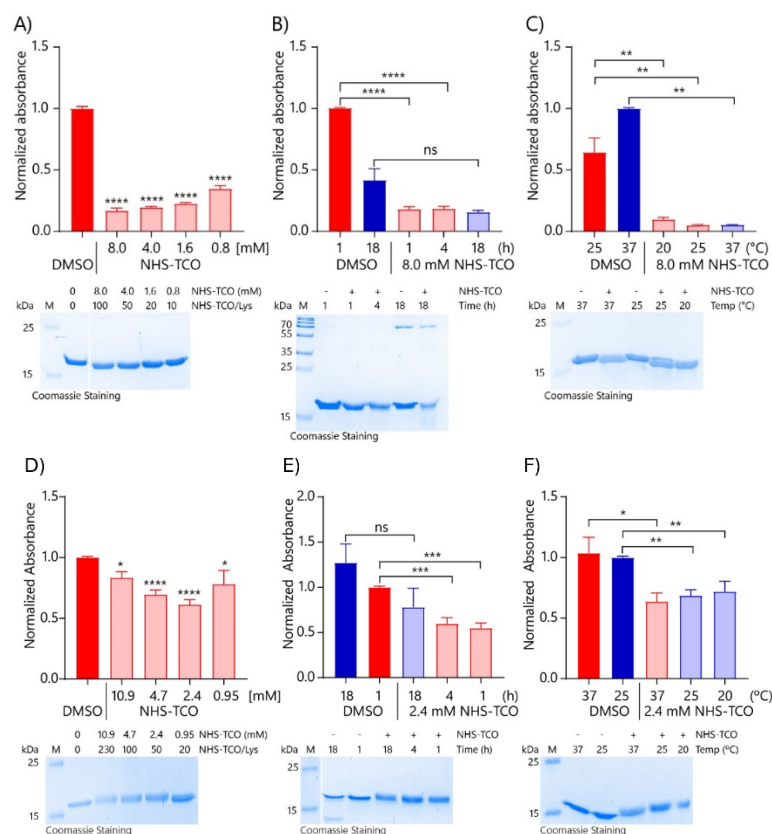 A)
Normalized absorbance
1.5
1.0
0.5
0.0
****
****
****
****
8.0 4.0 1.6 0.8 [mM]
DMSO NHS-TCO
0 8.0 4.0 1.6 0.8 NHS-TCO (mM)
kDa M 0 100 50 20 10 NHS-TCO/Lys
25
15
Coomassie Staining
B)
Normalized absorbance
1.5
1.0
0.5
0.0
****
****
ns
1 18 1 4 18 (h)
DMSO 8.0 mM NHS-TCO
- + + - + NHS-TCO
kDa M 1 1 4 18 18 Time (h)
70
55
35
25
15
Coomassie Staining
C)
Normalized absorbance
1.5
1.0
0.5
0.0
**
**
**
25 37 20 25 37 (°C)
DMSO 8.0 mM NHS-TCO
- + - + + NHS-TCO
kDa M 37 37 25 25 20 Temp (°C)
25
15
Coomassie Staining
D)
Normalized Absorbance
1.5
1.0
0.5
0.0
*
****
****
*
10.9 4.7 2.4 0.95 [mM]
DMSO NHS-TCO
0 10.9 4.7 2.4 0.95 NHS-TCO (mM)
kDa M 0 230 100 50 20 NHS-TCO/Lys
25
15
Coomassie Staining
E)
Normalized Absorbance
2.0
1.5
1.0
0.5
0.0
ns
***
***
18 1 18 4 1 (h)
DMSO 2.4 mM NHS-TCO
- - + + + NHS-TCO
kDa M 18 1 18 4 1 Time (h)
25
15
Coomassie Staining
F)
Normalized Absorbance
1.5
1.0
0.5
0.0
*
**
**
37 25 37 25 20 (°C)
DMSO 2.4 mM NHS-TCO
- - + + + NHS-TCO
kDa M 37 25 37 25 20 Temp (°C)
25
15
Coomassie Staining